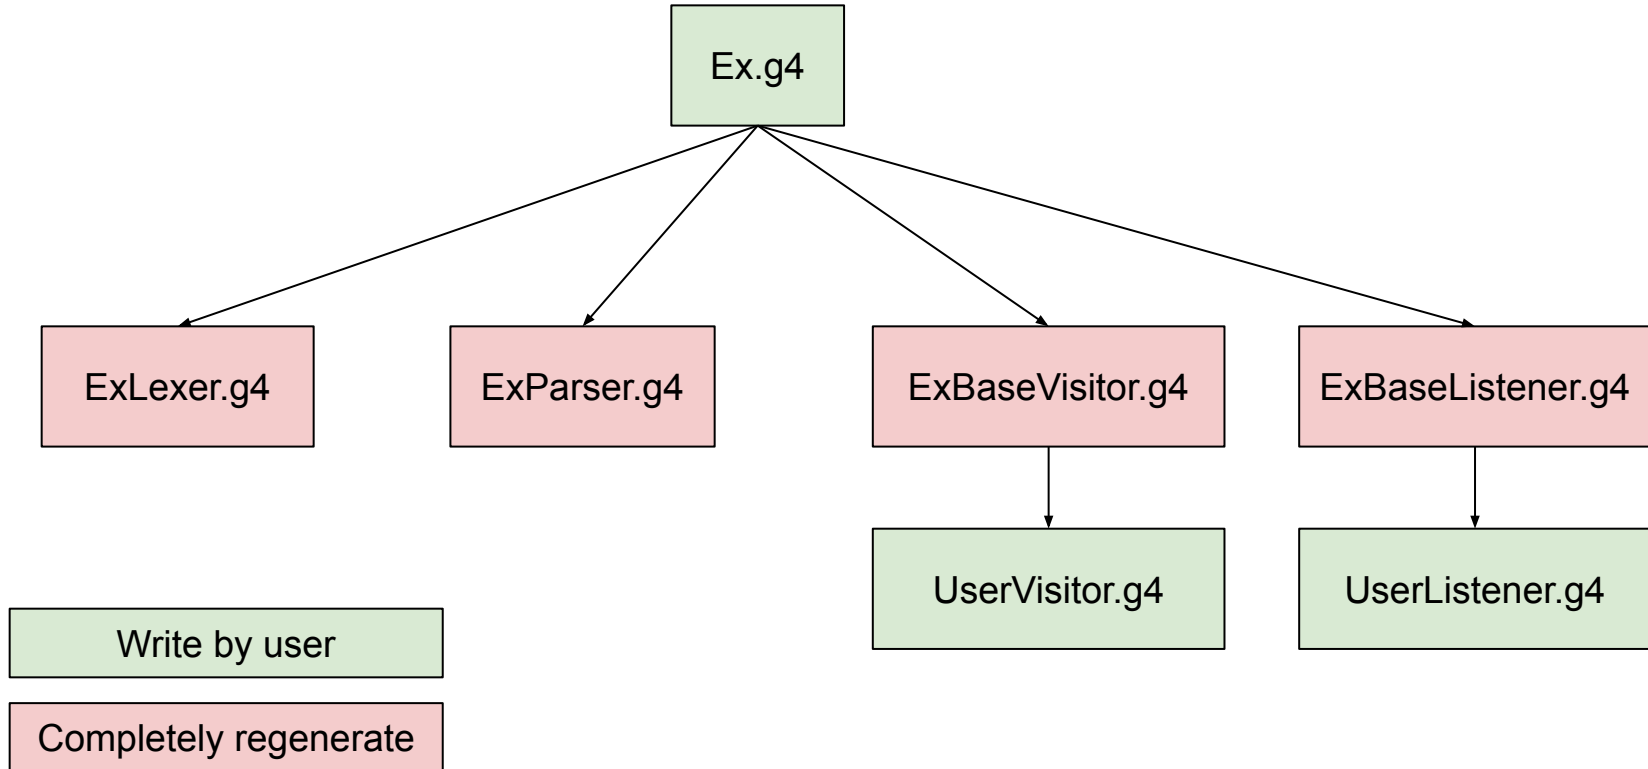 Ex.g4
ExLexer.g4
ExParser.g4
ExBaseVisitor.g4
ExBaseListener.g4
UserVisitor.g4
UserListener.g4
Write by user
Completely regenerate